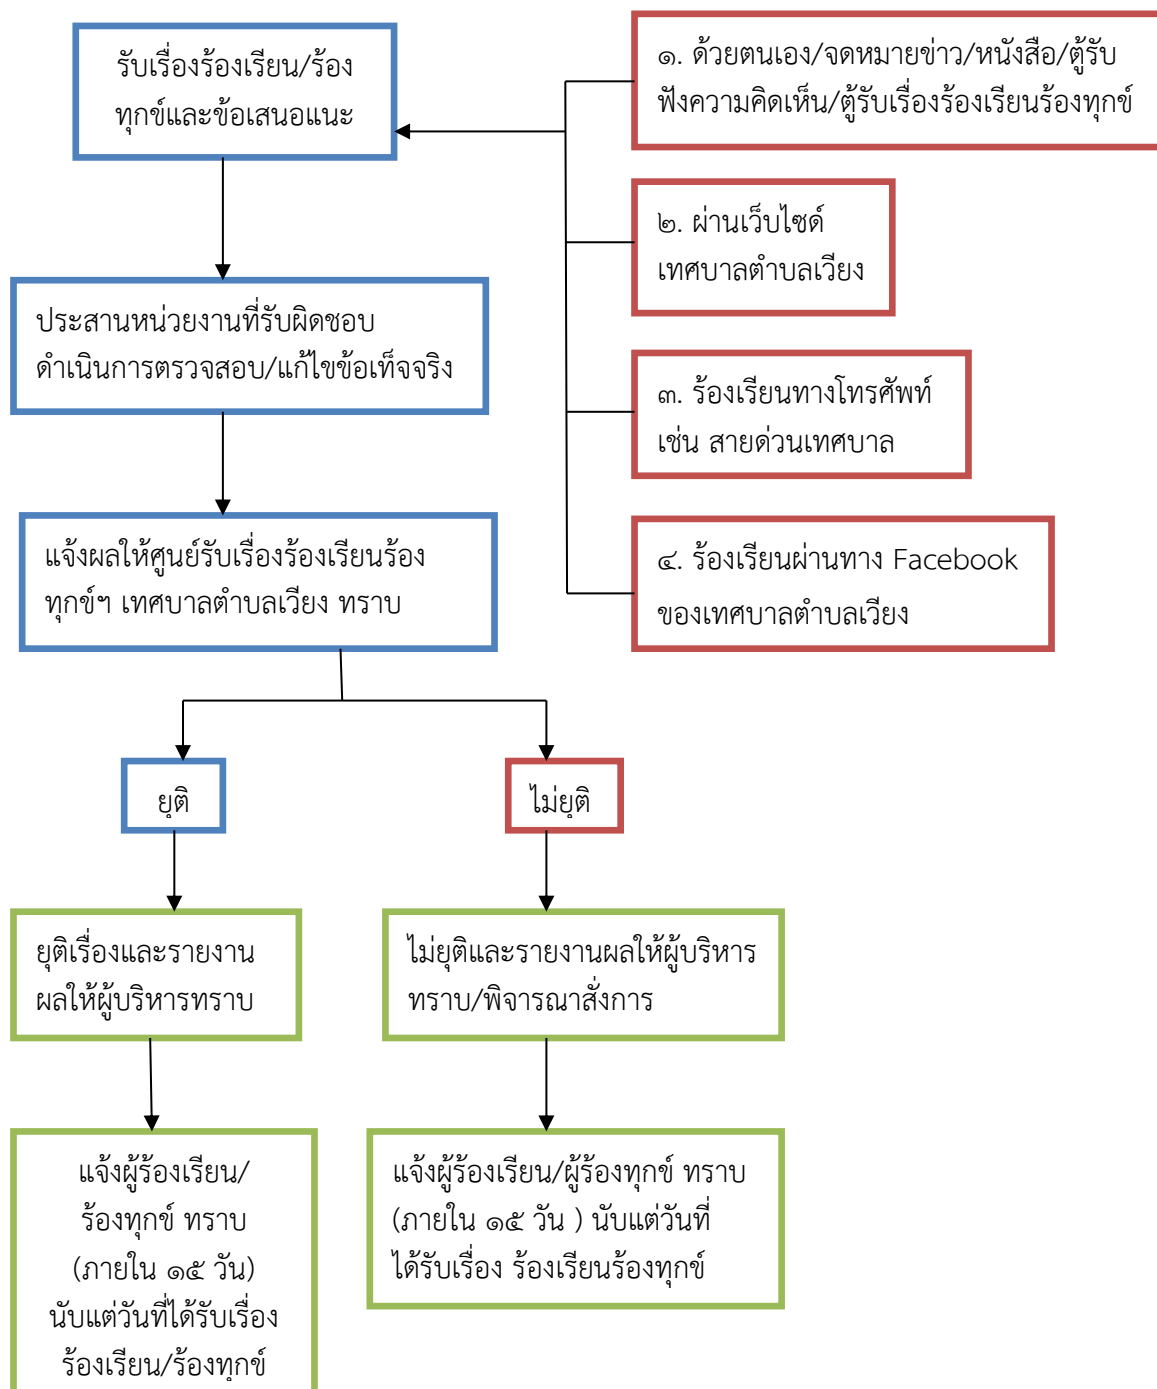 รับเรื่องร้องเรียน/ร้อง
ทุกข์และข้อเสนอแนะ
๑. ด้วยตนเอง/จดหมายข่าว/หนังสือ/ตู้รับ
ฟังความคิดเห็น/ตู้รับเรื่องร้องเรียนร้องทุกข์
๒. ผ่านเว็บไซด์
เทศบาลตำบลเวียง
๓. ร้องเรียนทางโทรศัพท์
เช่น สายด่วนเทศบาล
๔. ร้องเรียนผ่านทาง Facebook
ของเทศบาลตำบลเวียง
ประสานหน่วยงานที่รับผิดชอบ
ดำเนินการตรวจสอบ/แก้ไขข้อเท็จจริง
แจ้งผลให้ศูนย์รับเรื่องร้องเรียนร้อง
ทุกข์ฯ เทศบาลตำบลเวียง ทราบ
ยุติ
ไม่ยุติ
ยุติเรื่องและรายงาน
ผลให้ผู้บริหารทราบ
ไม่ยุติและรายงานผลให้ผู้บริหาร
ทราบ/พิจารณาสั่งการ
แจ้งผู้ร้องเรียน/
ร้องทุกข์ ทราบ
(ภายใน ๑๕ วัน)
นับแต่วันที่ได้รับเรื่อง
ร้องเรียน/ร้องทุกข์
แจ้งผู้ร้องเรียน/ผู้ร้องทุกข์ ทราบ
(ภายใน ๑๕ วัน ) นับแต่วันที่
ได้รับเรื่อง ร้องเรียนร้องทุกข์